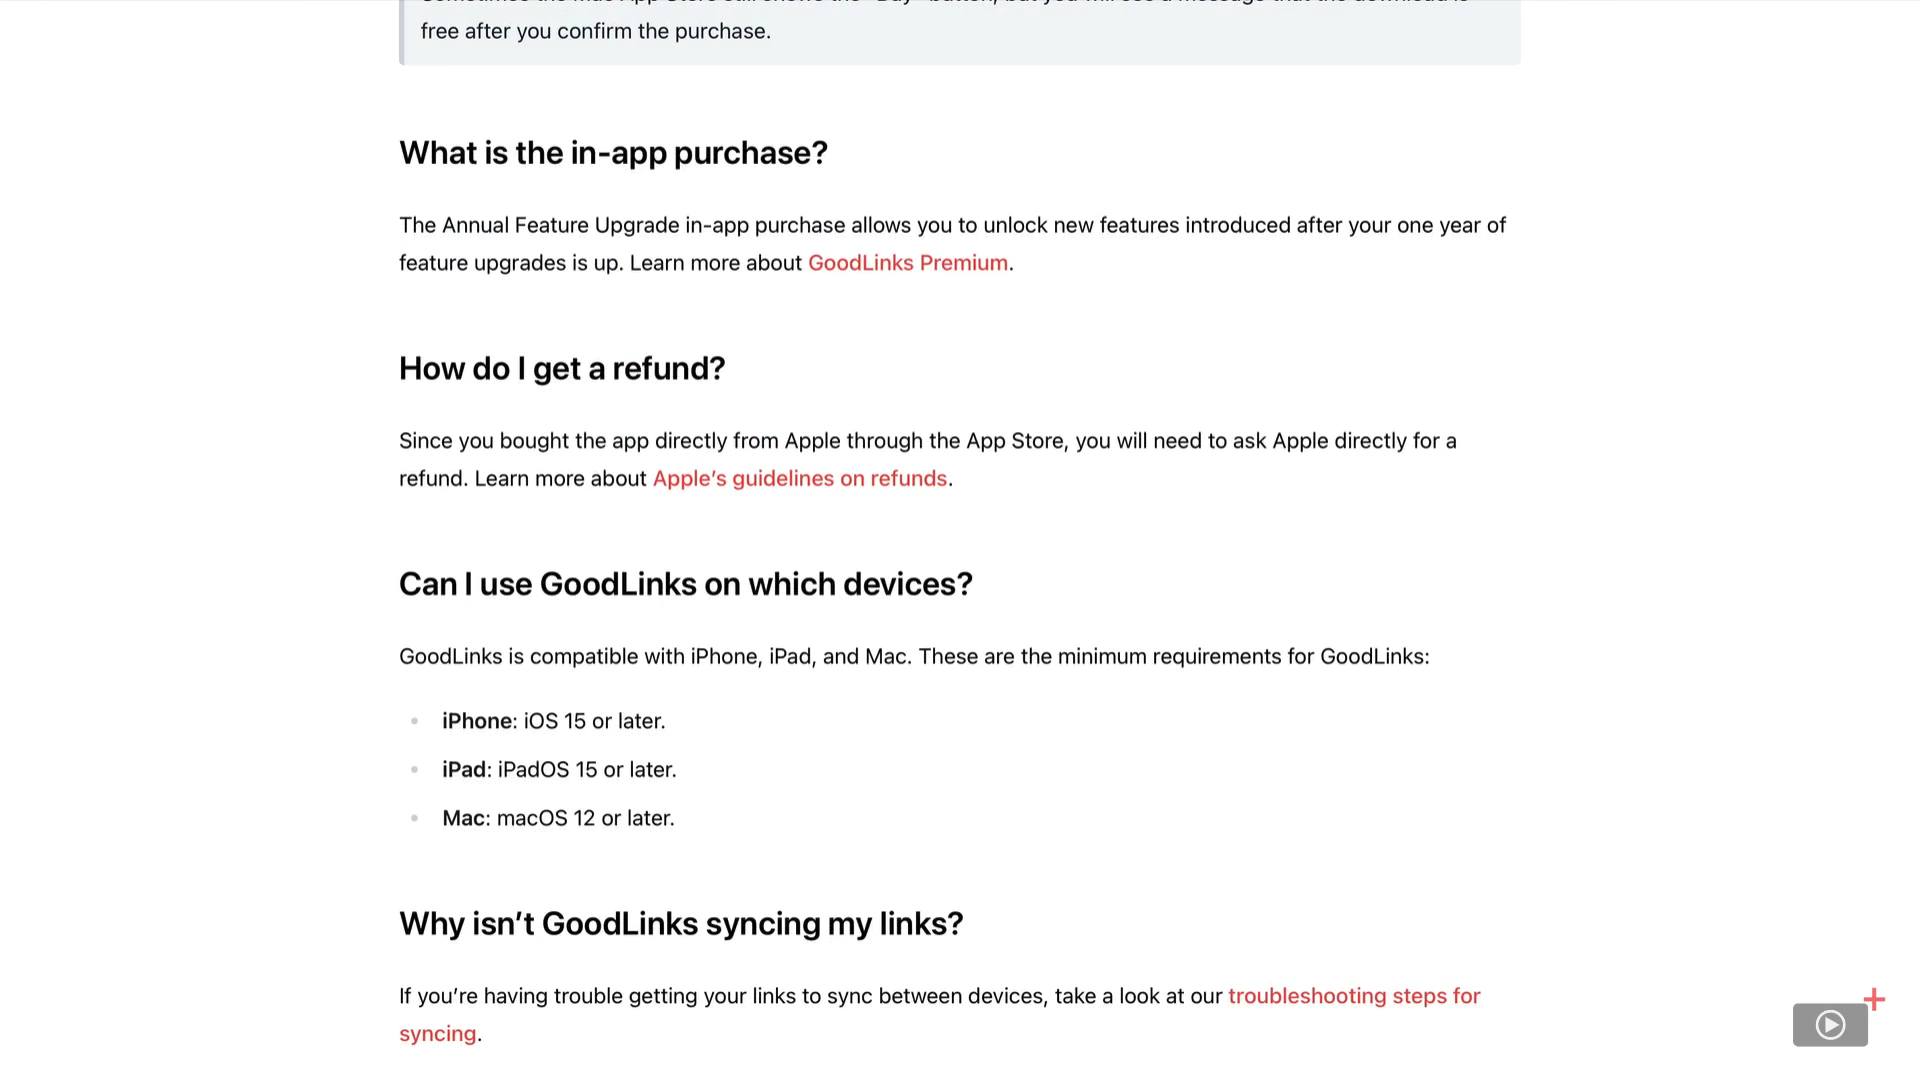 free after you confirm the purchase.
What is the in-app purchase?
The Annual Feature Upgrade in-app purchase allows you to unlock new features introduced after your one year of
feature upgrades is up. Learn more about GoodLinks Premium.
How do I get a refund?
Since you bought the app directly from Apple through the App Store, you will need to ask Apple directly for a
refund. Learn more about Apple’s guidelines on refunds.
Can I use GoodLinks on which devices?
GoodLinks is compatible with iPhone, iPad, and Mac. These are the minimum requirements for GoodLinks:
• iPhone: iOS 15 or later.
• iPad: iPadOS 15 or later.
• Mac: macOS 12 or later.
Why isn’t GoodLinks syncing my links?
If you’re having trouble getting your links to sync between devices, take a look at our troubleshooting steps for
syncing.